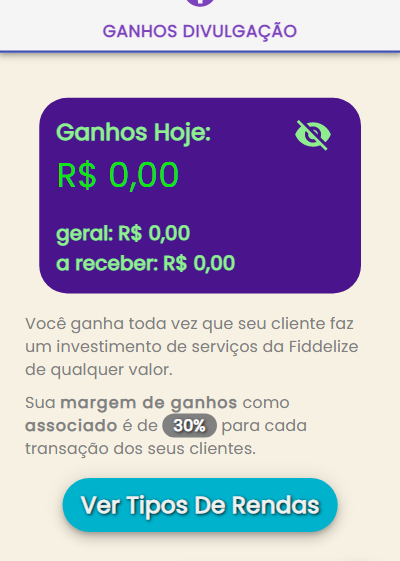 GANHOS DIVULGAÇÃO
Ganhos Hoje:
R$ 0,00
geral: R$ 0,00
a receber: R$ 0,00
Você ganha toda vez que seu cliente faz
um investimento de serviços da Fiddelize
de qualquer valor.
Sua margem de ganhos como
associado é de 30% para cada
transação dos seus clientes.
Ver Tipos De Rendas